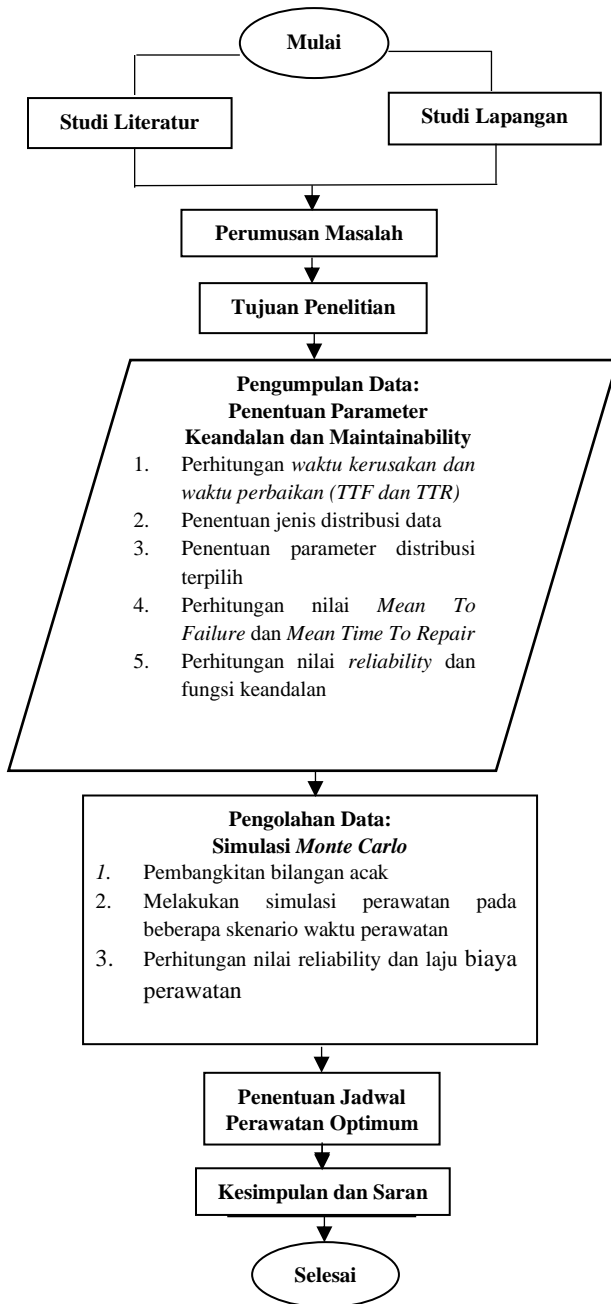 Mulai
Studi Literatur
Studi Lapangan
Perumusan Masalah
Tujuan Penelitian
Pengumpulan Data:
Penentuan Parameter
Keandalan dan Maintainability
1. Perhitungan waktu kerusakan dan
waktu perbaikan (TTF dan TTR)
2. Penentuan jenis distribusi data
3. Penentuan parameter distribusi
terpilih
4. Perhitungan nilai Mean To
Failure dan Mean Time To Repair
5. Perhitungan nilai reliability dan
fungsi keandalan
Pengolahan Data:
Simulasi Monte Carlo
1. Pembangkitan bilangan acak
2. Melakukan simulasi perawatan pada
beberapa skenario waktu perawatan
3. Perhitungan nilai reliability dan laju biaya
perawatan
Penentuan Jadwal
Perawatan Optimum
Kesimpulan dan Saran
Selesai